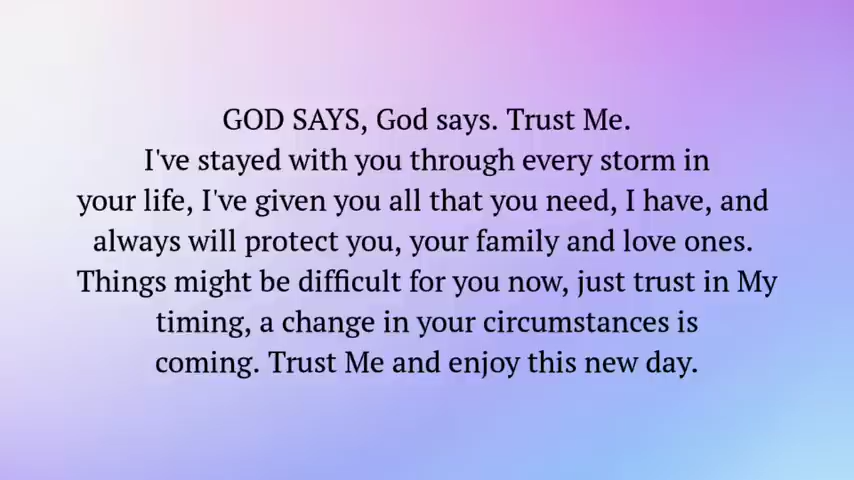 GOD SAYS, God says. Trust Me.
I've stayed with you through every storm in
your life, I've given you all that you need, I have, and
always will protect you, your family and love ones.
Things might be difficult for you now, just trust in My
timing, a change in your circumstances is
coming. Trust Me and enjoy this new day.